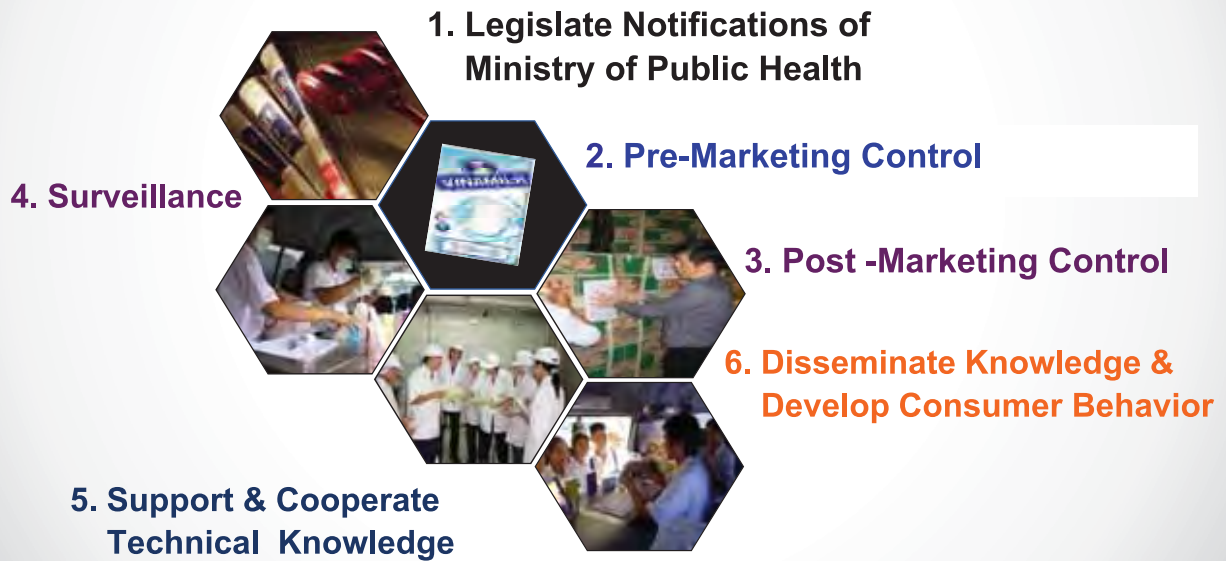 1. Legislate Notifications of
Ministry of Public Health
2. Pre-Marketing Control
VINAMILK
4. Surveillance
3. Post -Marketing Control
6. Disseminate Knowledge &
Develop Consumer Behavior
5. Support & Cooperate
Technical Knowledge